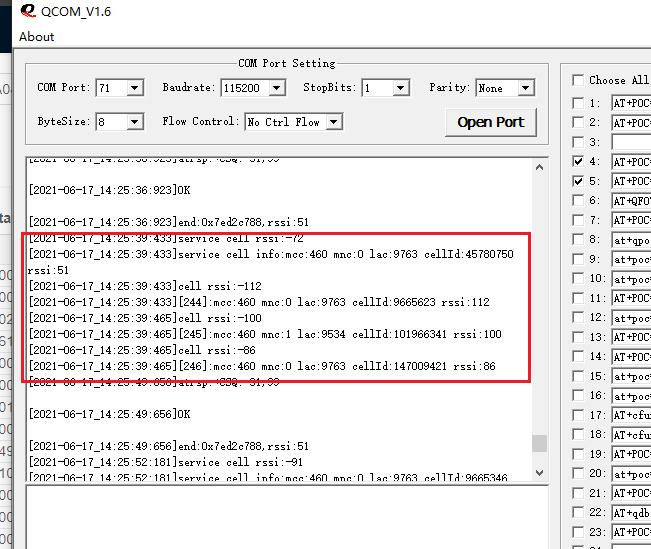 QCOM_V1.6
About
COM Port Setting
COM Port: 71 Baudrate: 115200 StopBits: 1 Parity: None
ByteSize: 8 Flow Control: No Ctrl Flow Open Port
[2021-06-17_14:25:36:923]OK
[2021-06-17_14:25:36:923]end:0x7ed2c788,rssi:51
[2021-06-17_14:25:39:433]service cell rssi:-72
[2021-06-17_14:25:39:433]service cell info:mcc:460 mnc:0 lac:9763 cellId:45780750
rssi:51
[2021-06-17_14:25:39:433]cell rssi:-112
[2021-06-17_14:25:39:433][244]:mcc:460 mnc:0 lac:9763 cellId:9665623 rssi:112
[2021-06-17_14:25:39:465]cell rssi:-100
[2021-06-17_14:25:39:465][245]:mcc:460 mnc:1 lac:9534 cellId:101966341 rssi:100
[2021-06-17_14:25:39:465]cell rssi:-86
[2021-06-17_14:25:39:465][246]:mcc:460 mnc:0 lac:9763 cellId:147009421 rssi:86
[2021-06-17_14:25:49:656]OK
[2021-06-17_14:25:49:656]end:0x7ed2c788,rssi:51
[2021-06-17_14:25:52:181]service cell rssi:-91
[2021-06-17_14:25:52:181]service cell info:mcc:460 mnc:0 lac:9763 cellId:9665346
Choose All
1: AT+POC
2: AT+POC
3:
4: AT+POC
5: AT+POC
6: AT+QFO
7: AT+POC
8: at+qpo
9: at+poc
10: at+poc
11: AT+POC
12: at+poc
13: AT+POC
14: AT+POC
15: at+poc
16: at+poc
17: AT+cfu
18: AT+cfu
19: AT+POC
20: at+poc
21: AT+POC
22: AT+qdb
23: AT+POC